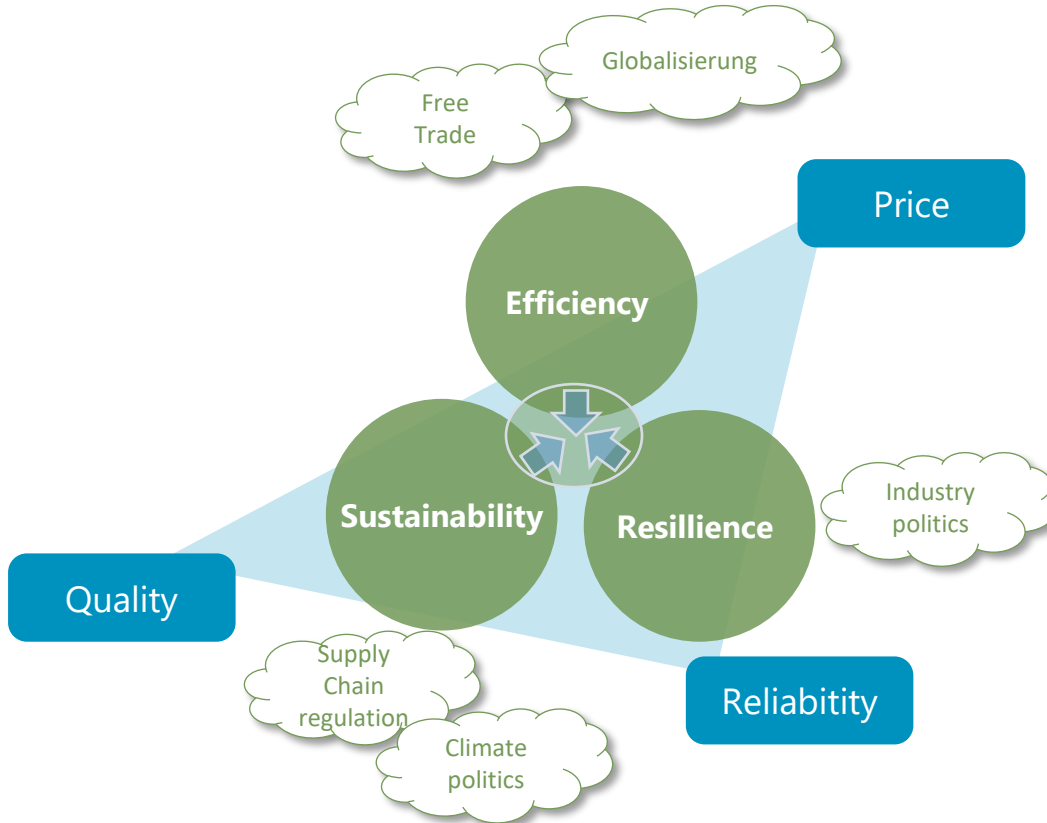 Globalisierung
Free
Trade
Price
Efficiency
Sustainability
Resillience
Industry
politics
Quality
Supply
Chain
regulation
Reliabitity
Climate
politics